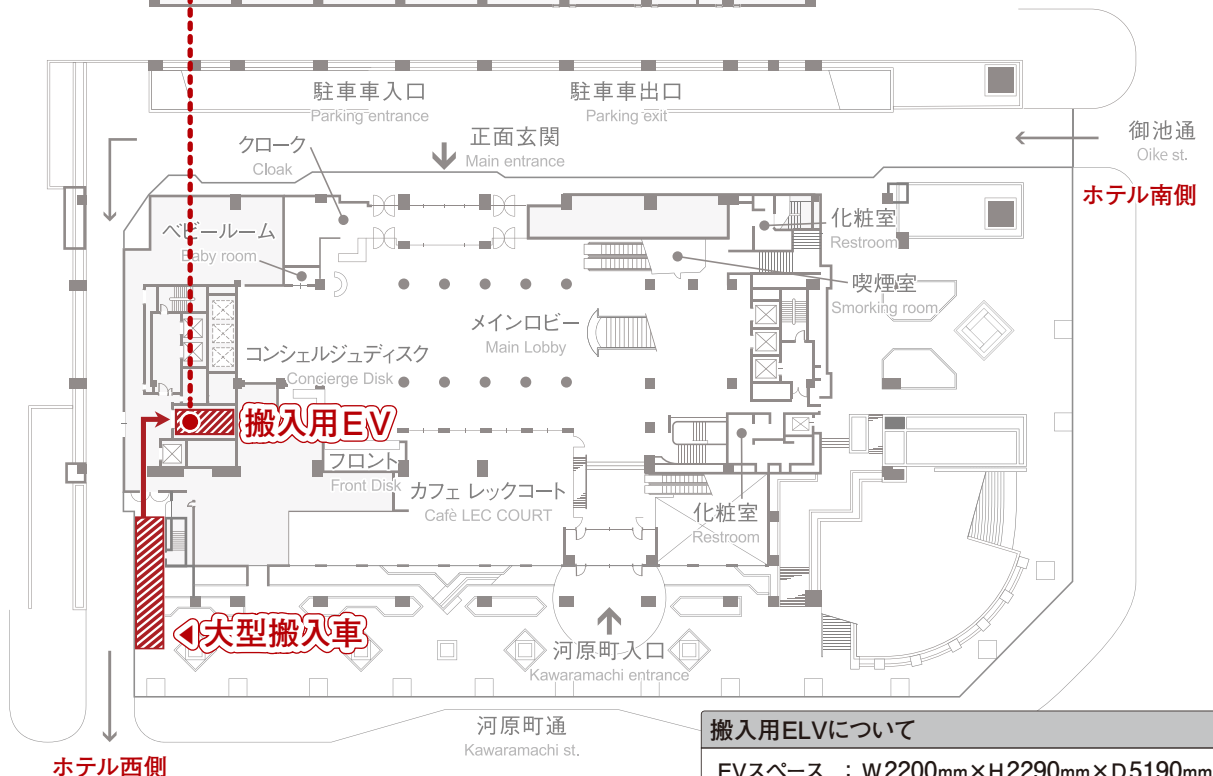 駐車車入口
Parking entrance
駐車車出口
Parking exit
正面玄関
Main entrance
クローク
Cloak
御池通
Oike st.
ホテル南側
ベビールーム
Baby room
化粧室
Restroom
喫煙室
Smorking room
メインロビー
Main Lobby
コンシェルジュディスク
Concierge Disk
搬入用EV
フロント
Front Disk
カフェ レックコート
Cafè LEC COURT
化粧室
Restroom
大型搬入車
河原町入口
Kawaramachi entrance
河原町通
Kawaramachi st.
ホテル西側
搬入用ELVについて
EVスペース : W2200mm×H2290mm×D5190mm